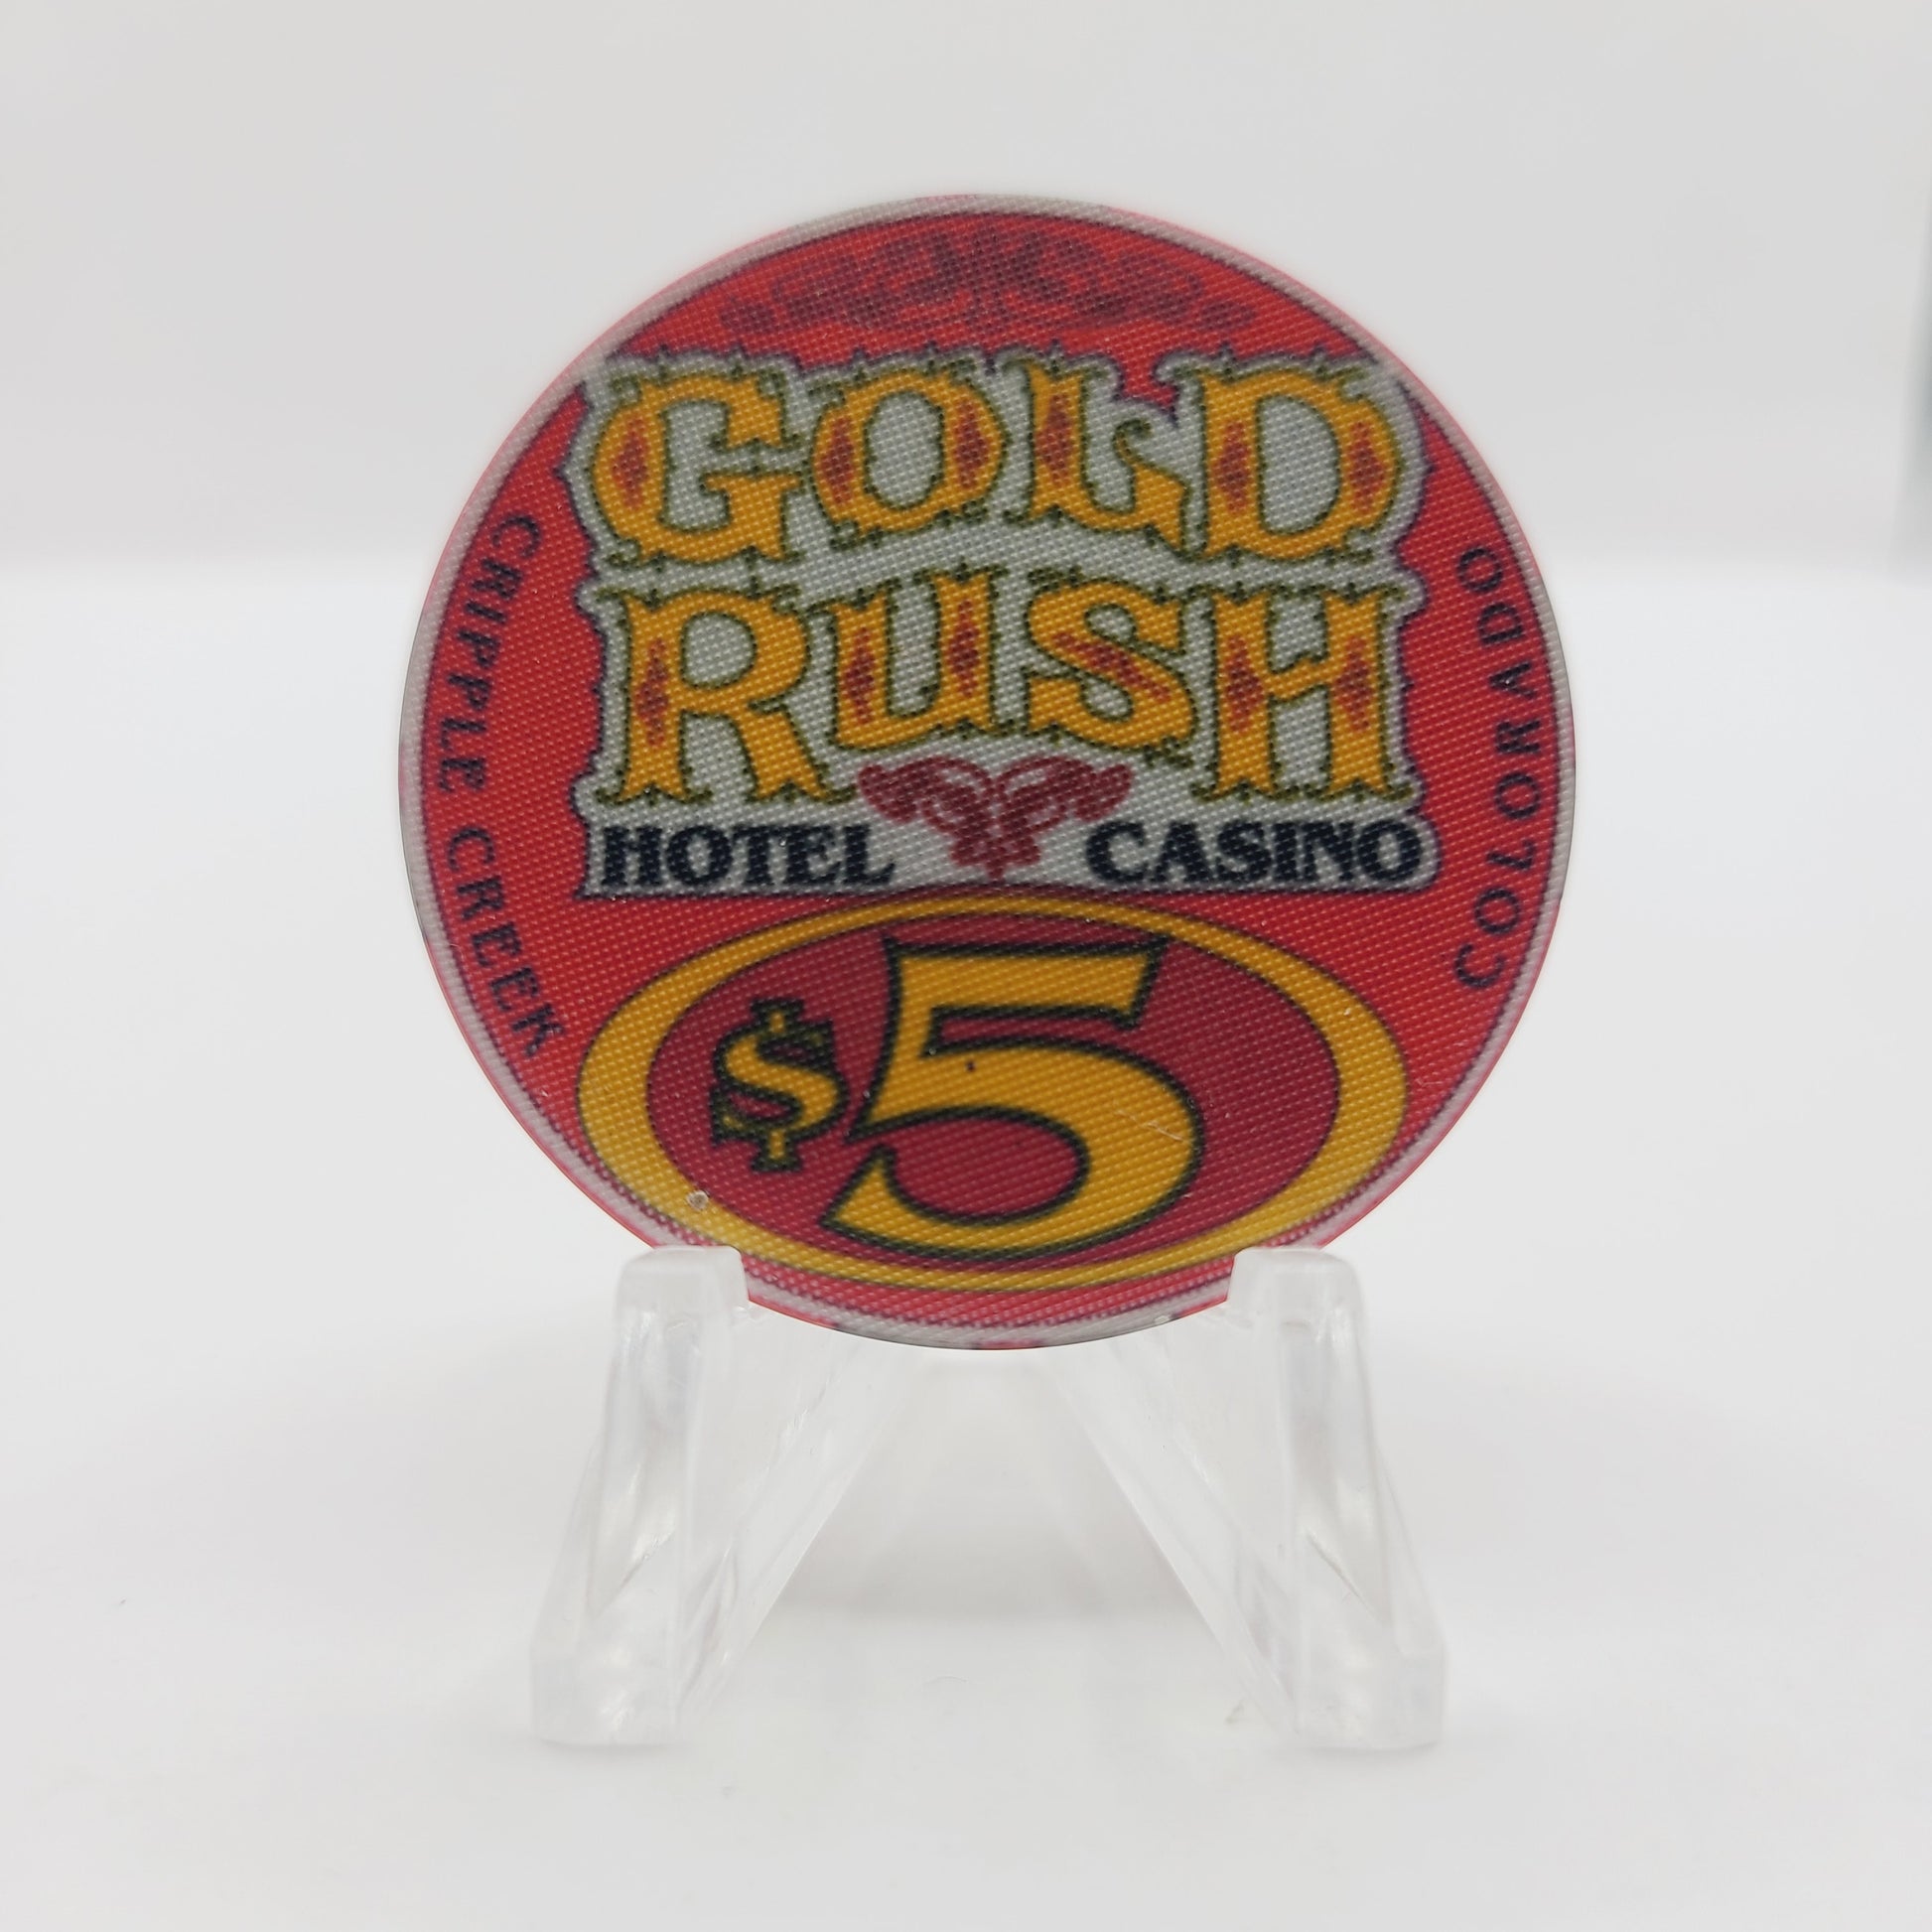 GOLD
RUSH
HOTEL CASINO
CRIPPLE CREEK
COLORADO
$5